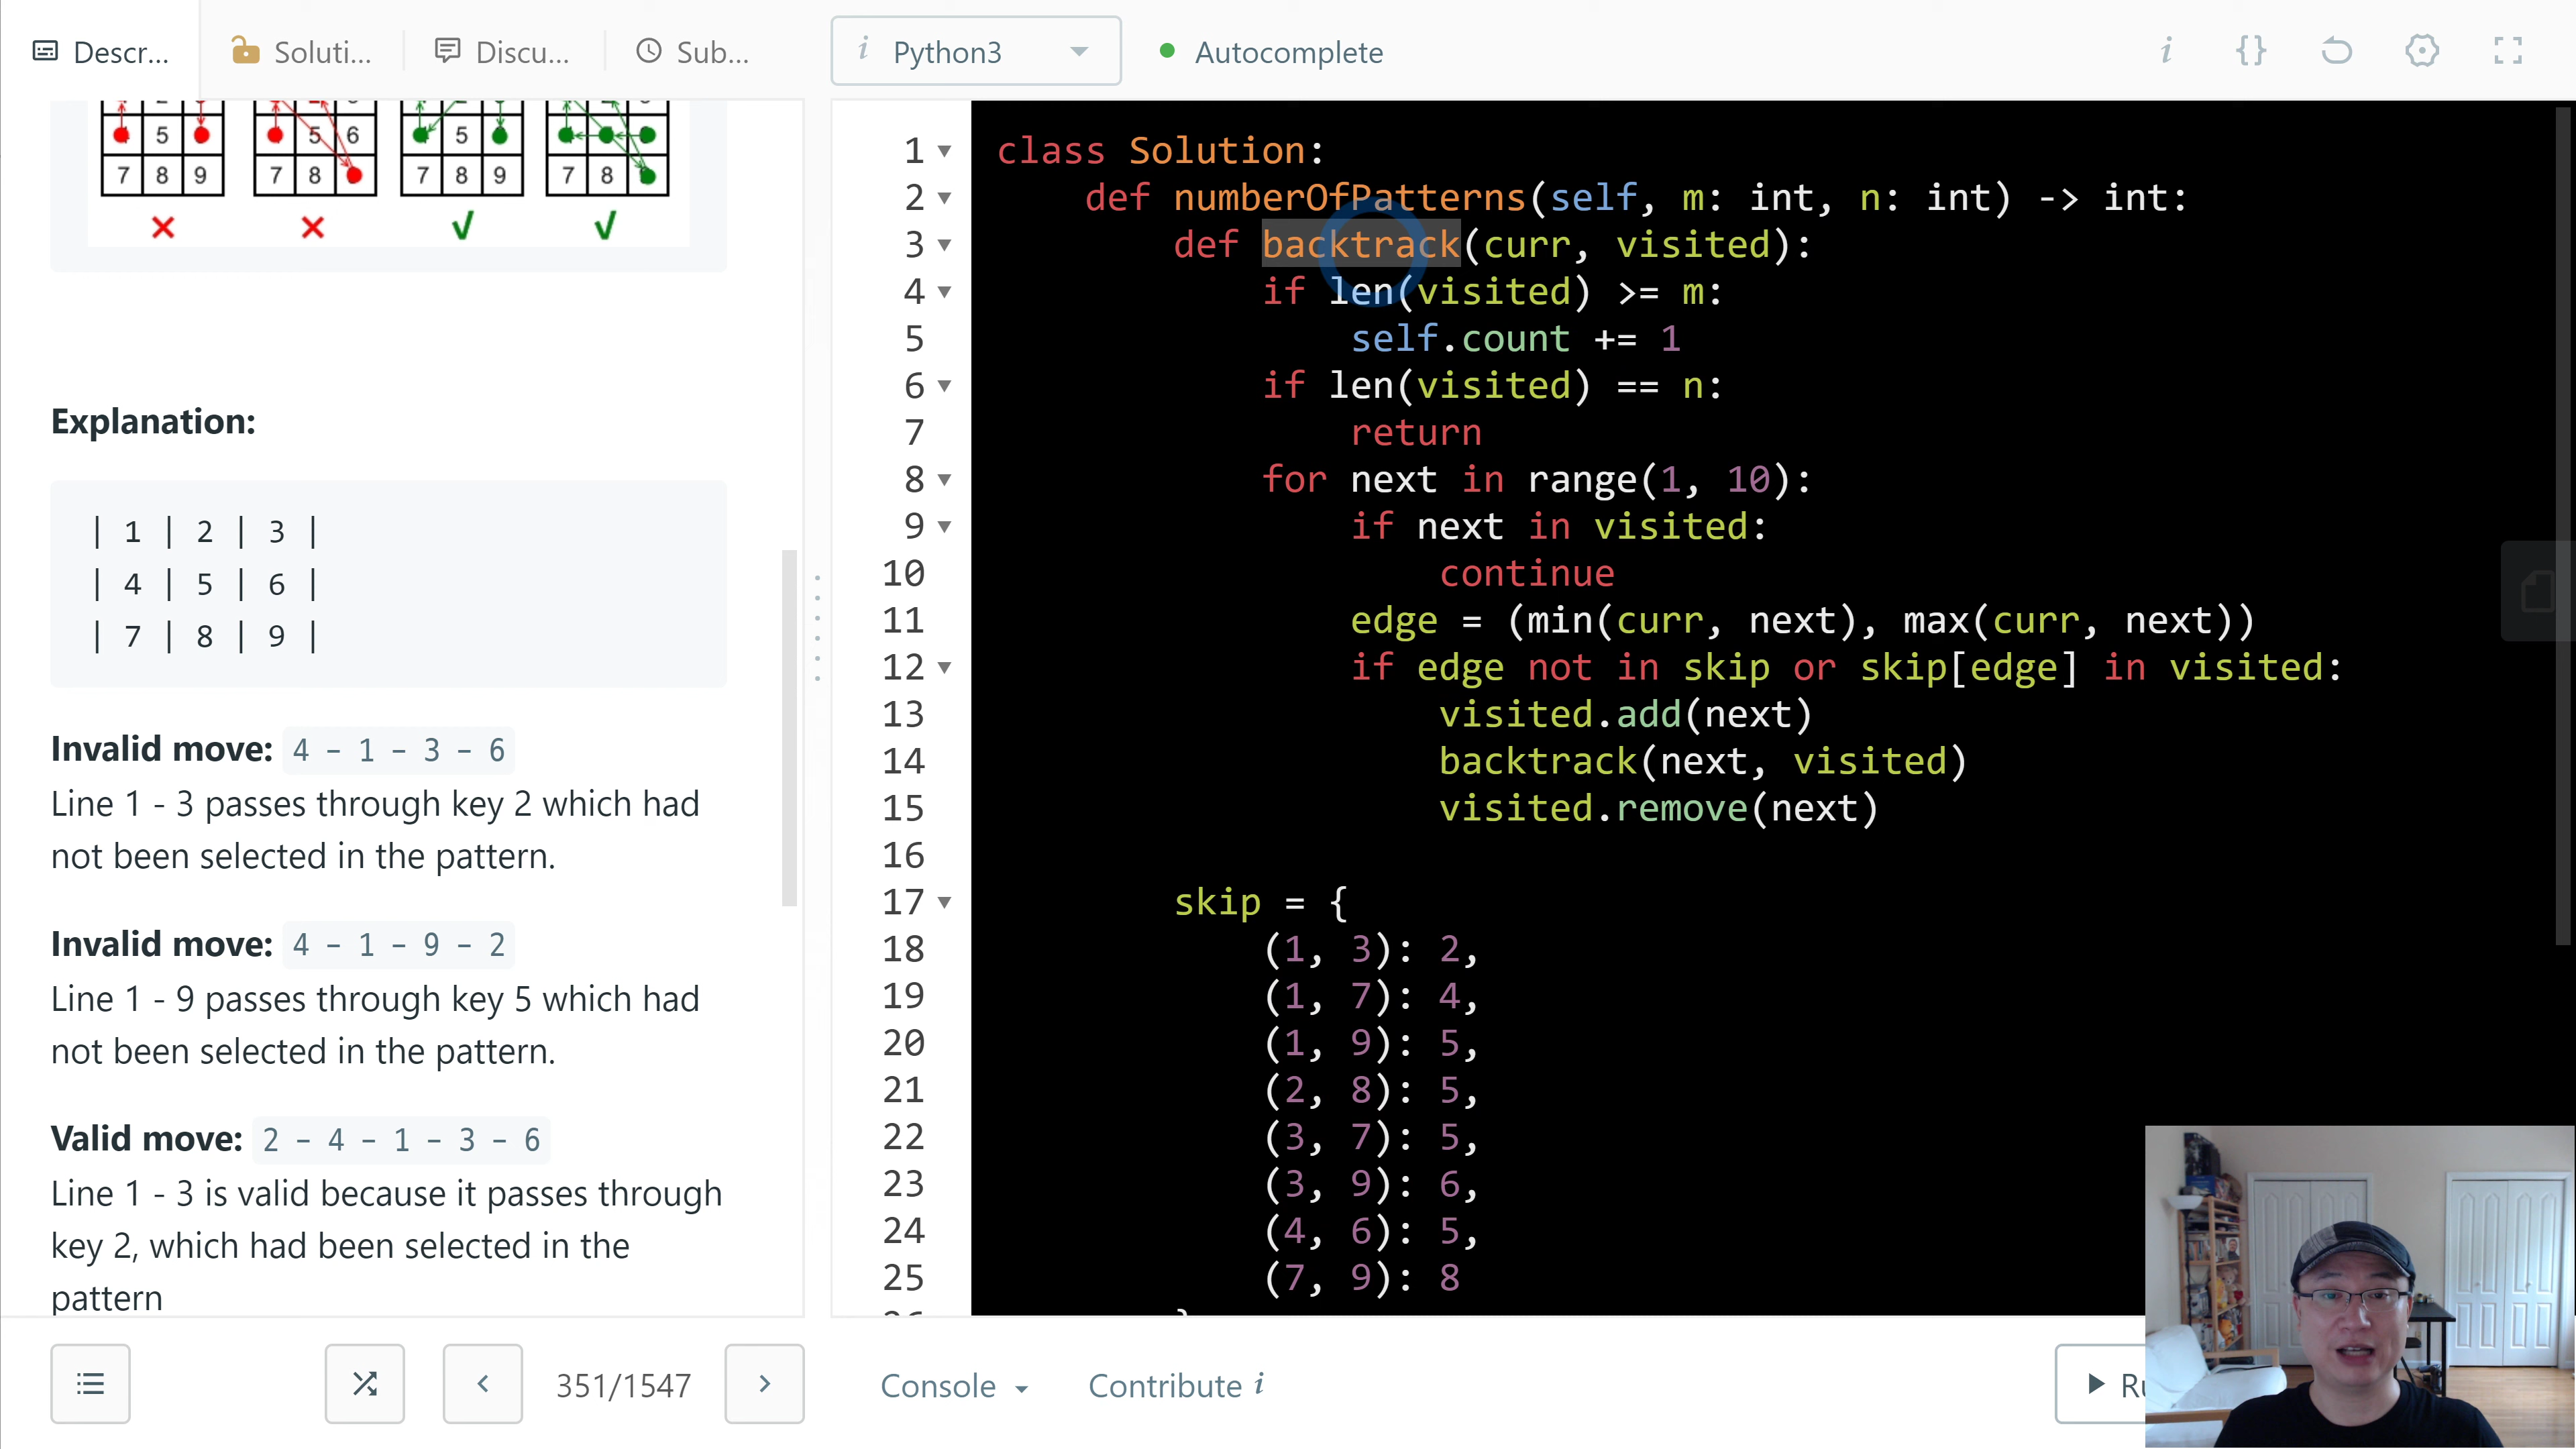 Descr...
Soluti...
Discu...
Sub...
i Python3
Autocomplete
i {}
5
5 6
5
7 8 9
7 8
7 8 9
7 8
Explanation:
| 1 | 2 | 3 |
| 4 | 5 | 6 |
| 7 | 8 | 9 |
Invalid move: 4 - 1 - 3 - 6
Line 1 - 3 passes through key 2 which had
not been selected in the pattern.
Invalid move: 4 - 1 - 9 - 2
Line 1 - 9 passes through key 5 which had
not been selected in the pattern.
Valid move: 2 - 4 - 1 - 3 - 6
Line 1 - 3 is valid because it passes through
key 2, which had been selected in the
pattern
1 class Solution:
2 def numberOfPatterns(self, m: int, n: int) -> int:
3 def backtrack(curr, visited):
4 if len(visited) >= m:
5 self.count += 1
6 if len(visited) == n:
7 return
8 for next in range(1, 10):
9 if next in visited:
10 continue
11 edge = (min(curr, next), max(curr, next))
12 if edge not in skip or skip[edge] in visited:
13 visited.add(next)
14 backtrack(next, visited)
15 visited.remove(next)
16
17 skip = {
18 (1, 3): 2,
19 (1, 7): 4,
20 (1, 9): 5,
21 (2, 8): 5,
22 (3, 7): 5,
23 (3, 9): 6,
24 (4, 6): 5,
25 (7, 9): 8
351/1547
Console
Contribute i